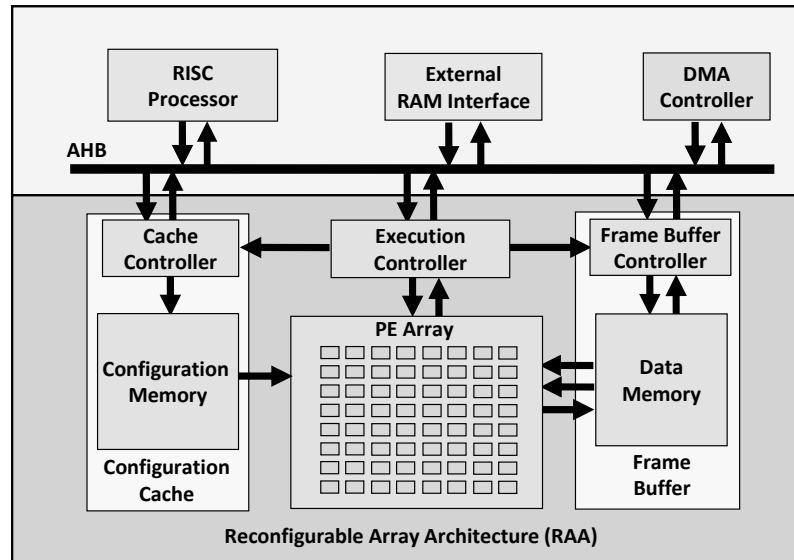 RISC
Processor
External
RAM Interface
DMA
Controller
AHB
Cache
Controller
Execution
Controller
Frame Buffer
Controller
PE Array
Configuration
Memory
Data
Memory
Configuration
Cache
Frame
Buffer
Reconfigurable Array Architecture (RAA)